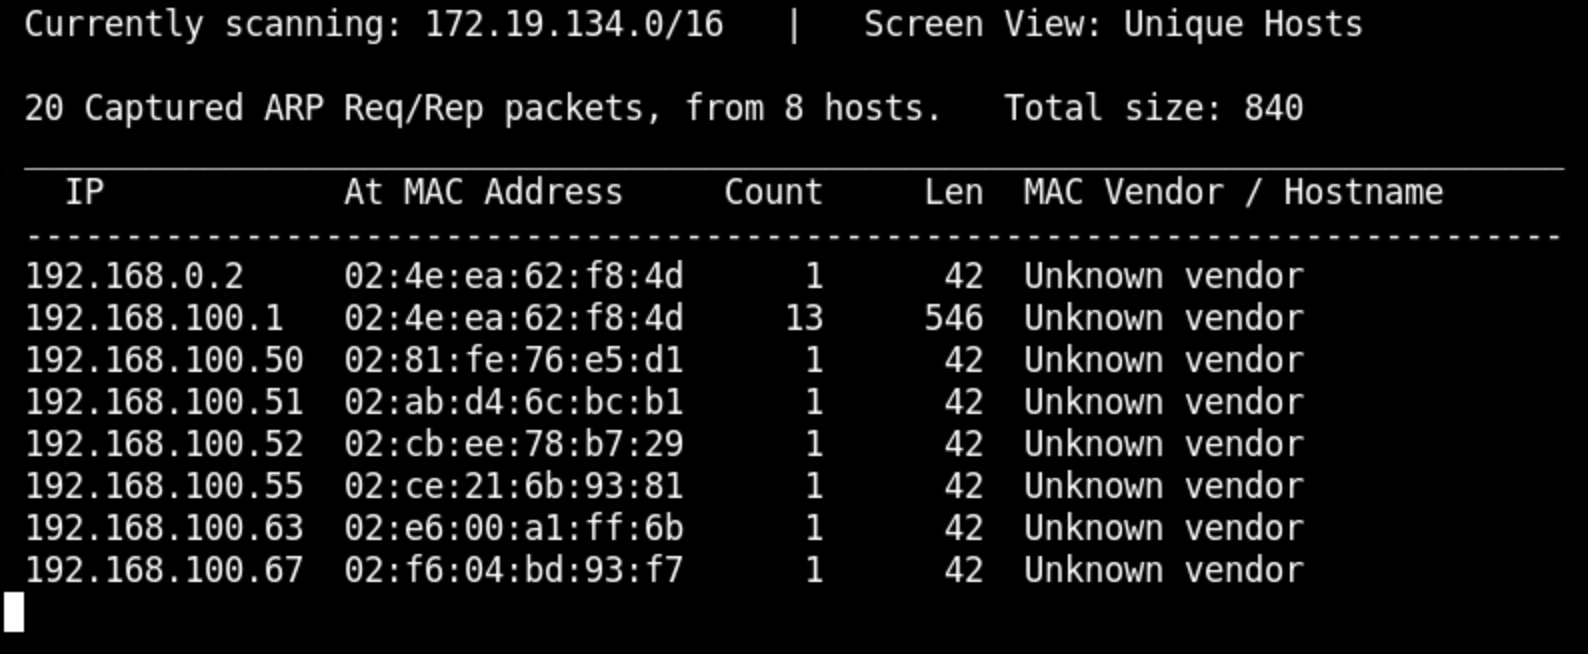 Currently scanning: 172.19.134.0/16   |   Screen View: Unique Hosts
20 Captured ARP Req/Rep packets, from 8 hosts.   Total size: 840
_____________________________________________________________________________
  IP            At MAC Address     Count     Len  MAC Vendor / Hostname
-----------------------------------------------------------------------------
192.168.0.2     02:4e:ea:62:f8:4d      1      42  Unknown vendor
192.168.100.1   02:4e:ea:62:f8:4d     13     546  Unknown vendor
192.168.100.50  02:81:fe:76:e5:d1      1      42  Unknown vendor
192.168.100.51  02:ab:d4:6c:bc:b1      1      42  Unknown vendor
192.168.100.52  02:cb:ee:78:b7:29      1      42  Unknown vendor
192.168.100.55  02:ce:21:6b:93:81      1      42  Unknown vendor
192.168.100.63  02:e6:00:a1:ff:6b      1      42  Unknown vendor
192.168.100.67  02:f6:04:bd:93:f7      1      42  Unknown vendor